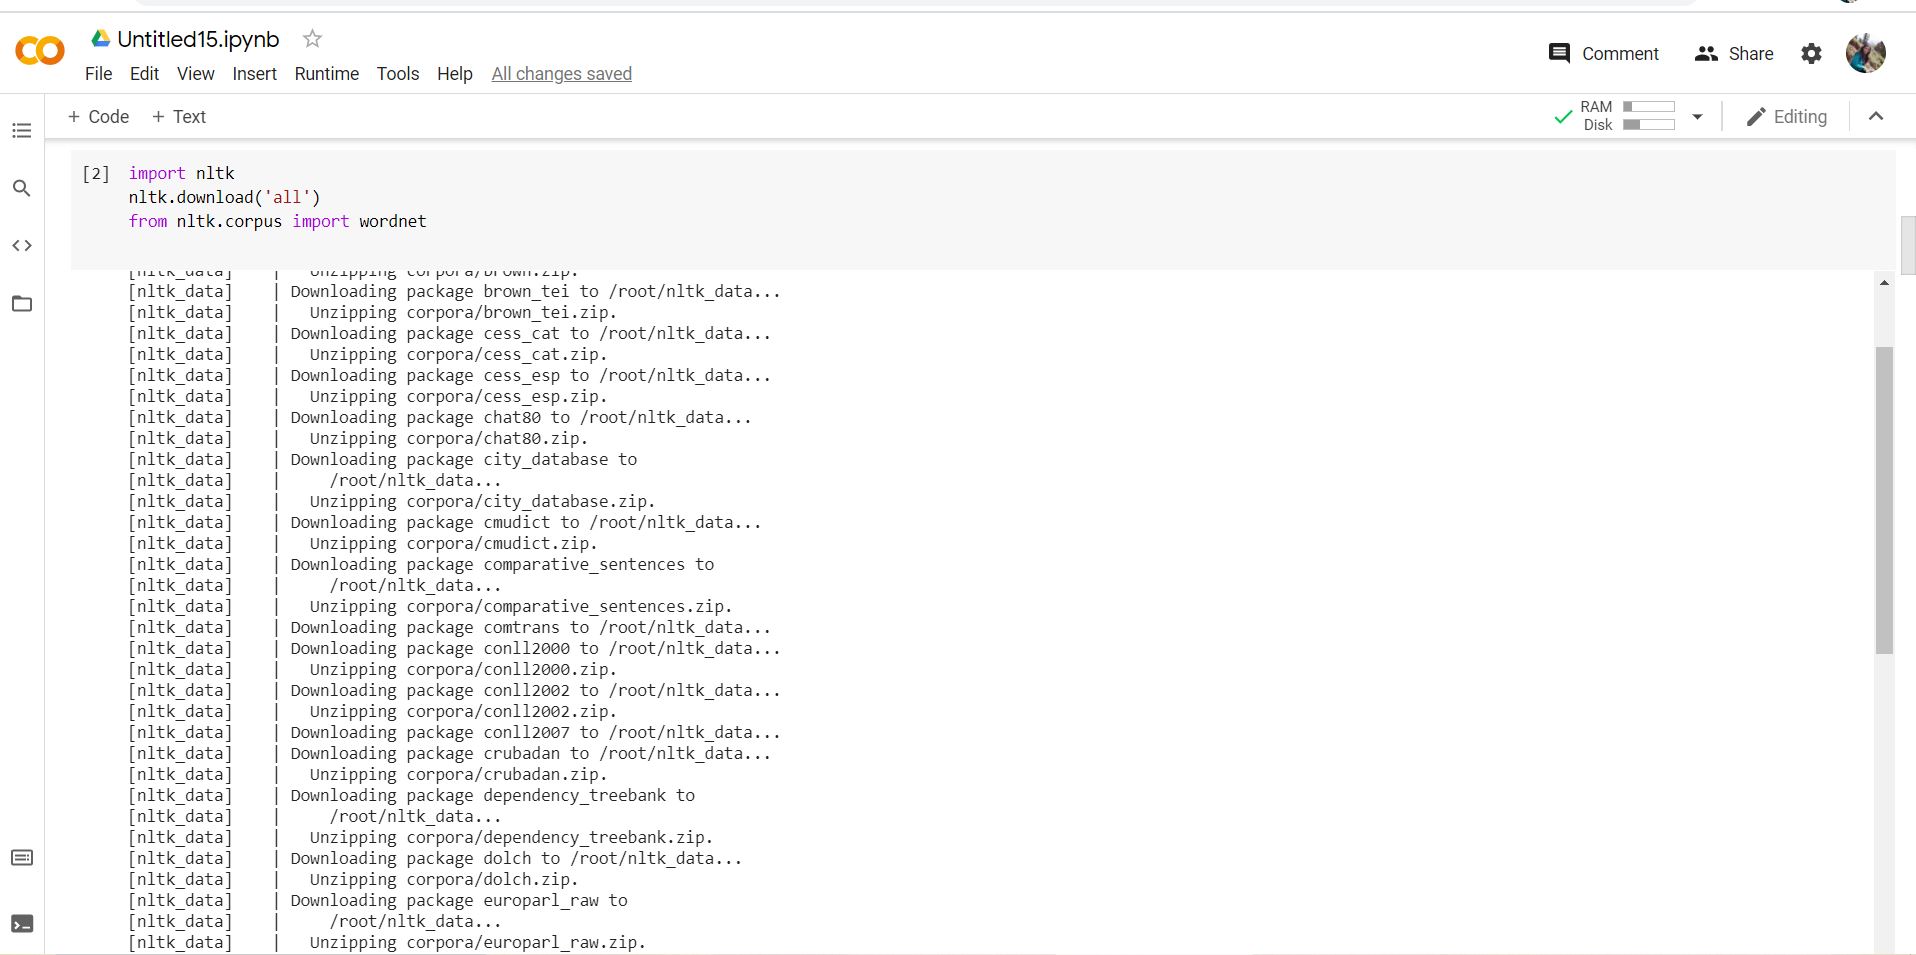 Untitled15.ipynb
File Edit View Insert Runtime Tools Help All changes saved
Comment Share
+ Code + Text
RAM
Disk
Editing
[2] import nltk
nltk.download('all')
from nltk.corpus import wordnet
[nltk_data]    |   Unzipping corpora/brown.zip.
[nltk_data]    | Downloading package brown_tei to /root/nltk_data...
[nltk_data]    |   Unzipping corpora/brown_tei.zip.
[nltk_data]    | Downloading package cess_cat to /root/nltk_data...
[nltk_data]    |   Unzipping corpora/cess_cat.zip.
[nltk_data]    | Downloading package cess_esp to /root/nltk_data...
[nltk_data]    |   Unzipping corpora/cess_esp.zip.
[nltk_data]    | Downloading package chat80 to /root/nltk_data...
[nltk_data]    |   Unzipping corpora/chat80.zip.
[nltk_data]    | Downloading package city_database to
[nltk_data]    |     /root/nltk_data...
[nltk_data]    |   Unzipping corpora/city_database.zip.
[nltk_data]    | Downloading package cmudict to /root/nltk_data...
[nltk_data]    |   Unzipping corpora/cmudict.zip.
[nltk_data]    | Downloading package comparative_sentences to
[nltk_data]    |     /root/nltk_data...
[nltk_data]    |   Unzipping corpora/comparative_sentences.zip.
[nltk_data]    | Downloading package comtrans to /root/nltk_data...
[nltk_data]    | Downloading package conll2000 to /root/nltk_data...
[nltk_data]    |   Unzipping corpora/conll2000.zip.
[nltk_data]    | Downloading package conll2002 to /root/nltk_data...
[nltk_data]    |   Unzipping corpora/conll2002.zip.
[nltk_data]    | Downloading package conll2007 to /root/nltk_data...
[nltk_data]    | Downloading package crubadan to /root/nltk_data...
[nltk_data]    |   Unzipping corpora/crubadan.zip.
[nltk_data]    | Downloading package dependency_treebank to
[nltk_data]    |     /root/nltk_data...
[nltk_data]    |   Unzipping corpora/dependency_treebank.zip.
[nltk_data]    | Downloading package dolch to /root/nltk_data...
[nltk_data]    |   Unzipping corpora/dolch.zip.
[nltk_data]    | Downloading package europarl_raw to
[nltk_data]    |     /root/nltk_data...
[nltk_data]    |   Unzipping corpora/europarl_raw.zip.